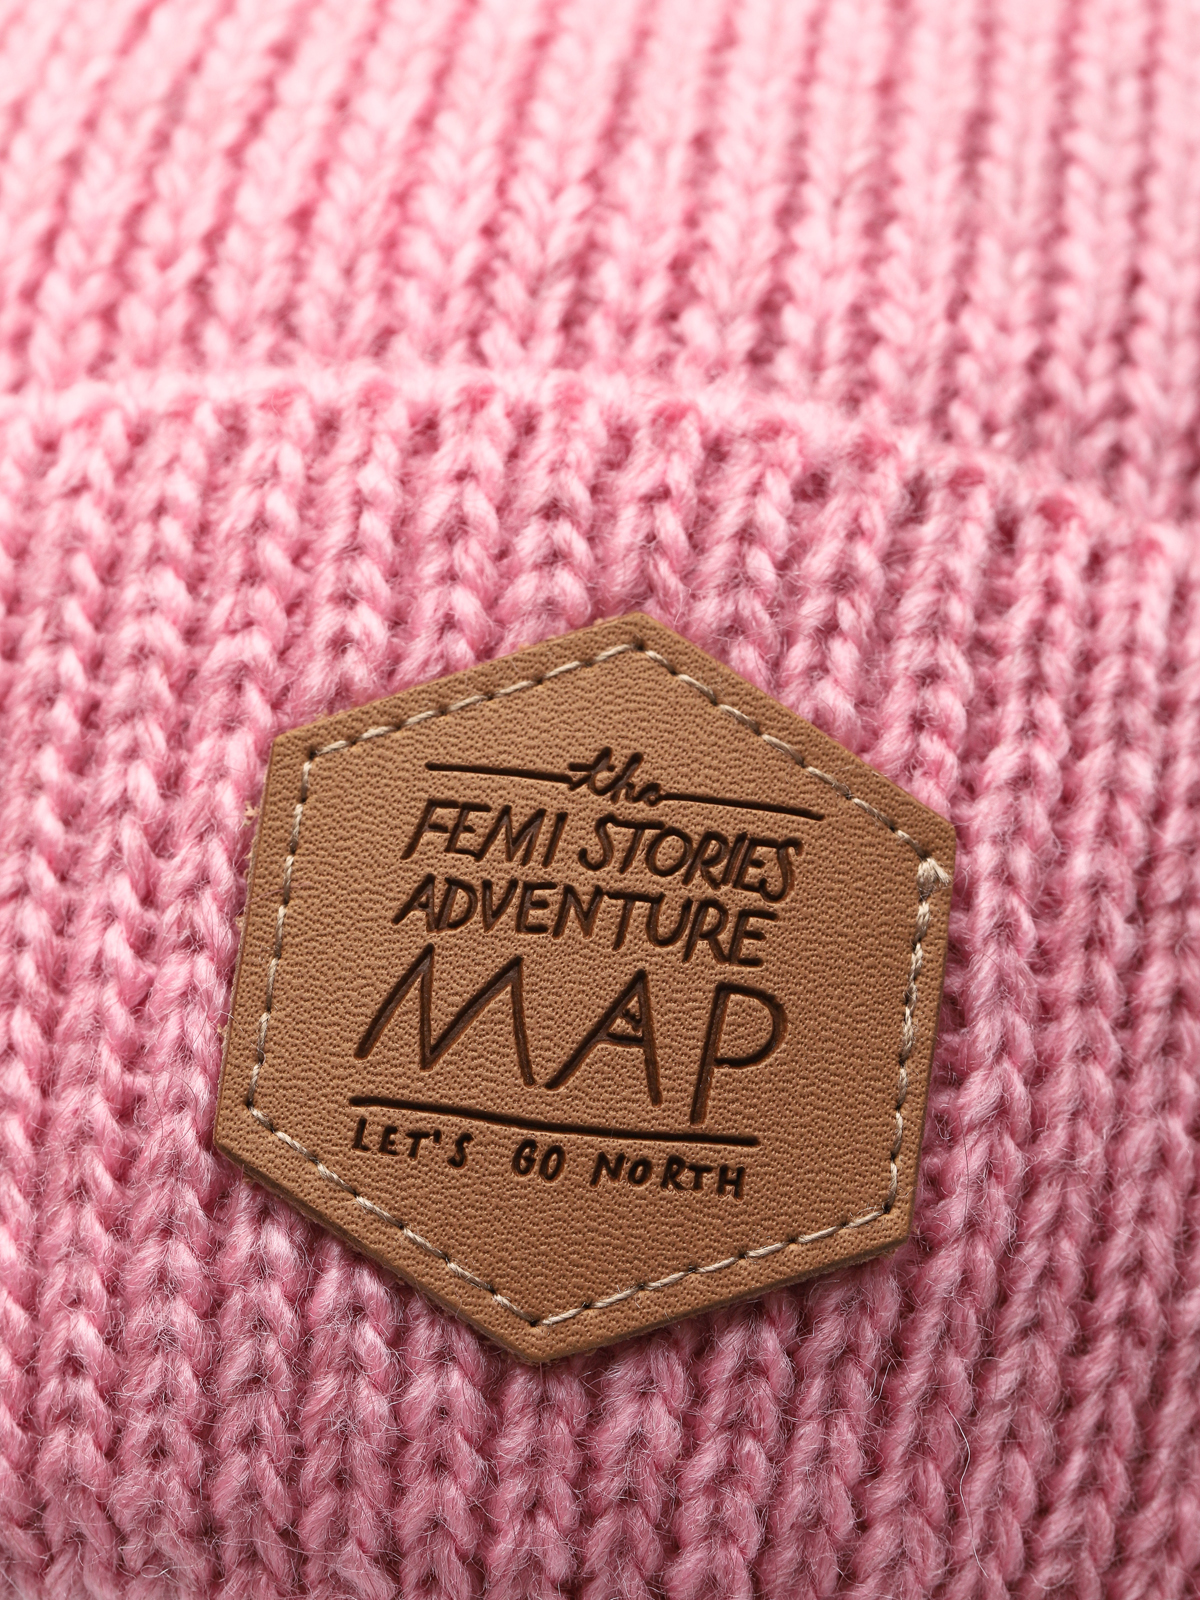 the
FEMI STORIES
ADVENTURE
MAP
LET'S GO NORTH